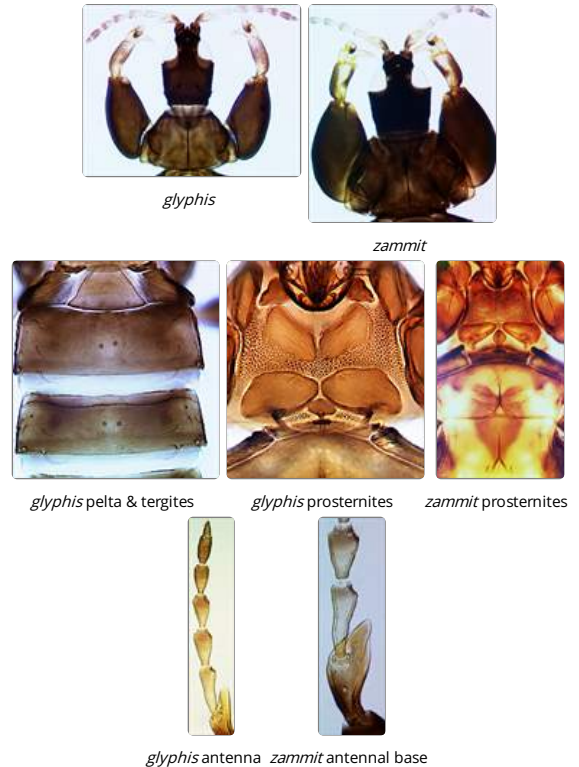 glyphis
zammit
glyphis pelta & tergites
glyphis prosternites
zammit prosternites
glyphis antenna
zammit antennal base